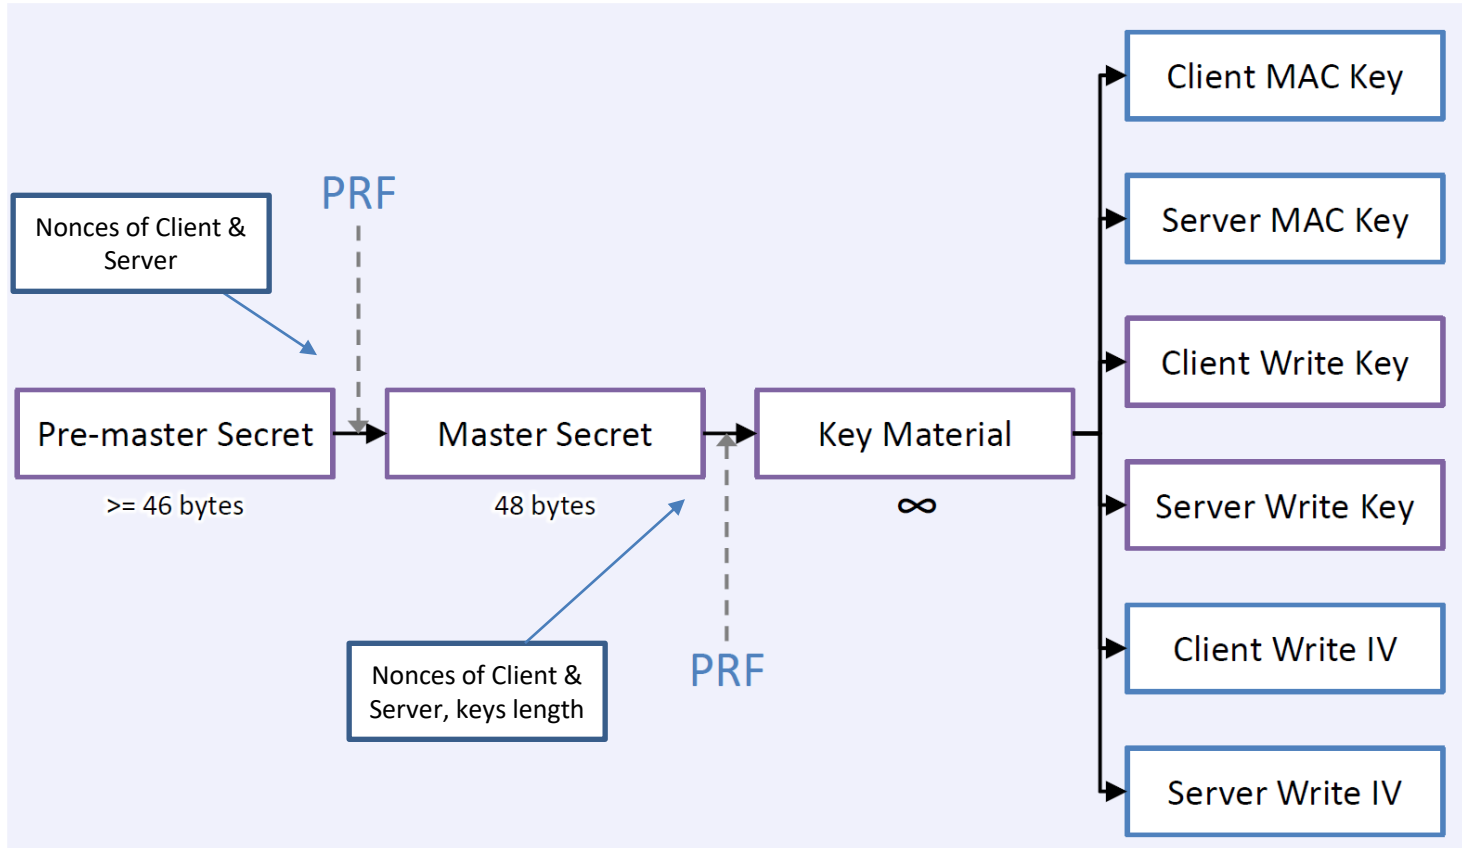 Client MAC Key
PRF
Nonces of Client &
Server
Server MAC Key
Client Write Key
Pre-master Secret
Master Secret
Key Material
>= 46 bytes
48 bytes
∞
Server Write Key
Nonces of Client &
Server, keys length
PRF
Client Write IV
Server Write IV